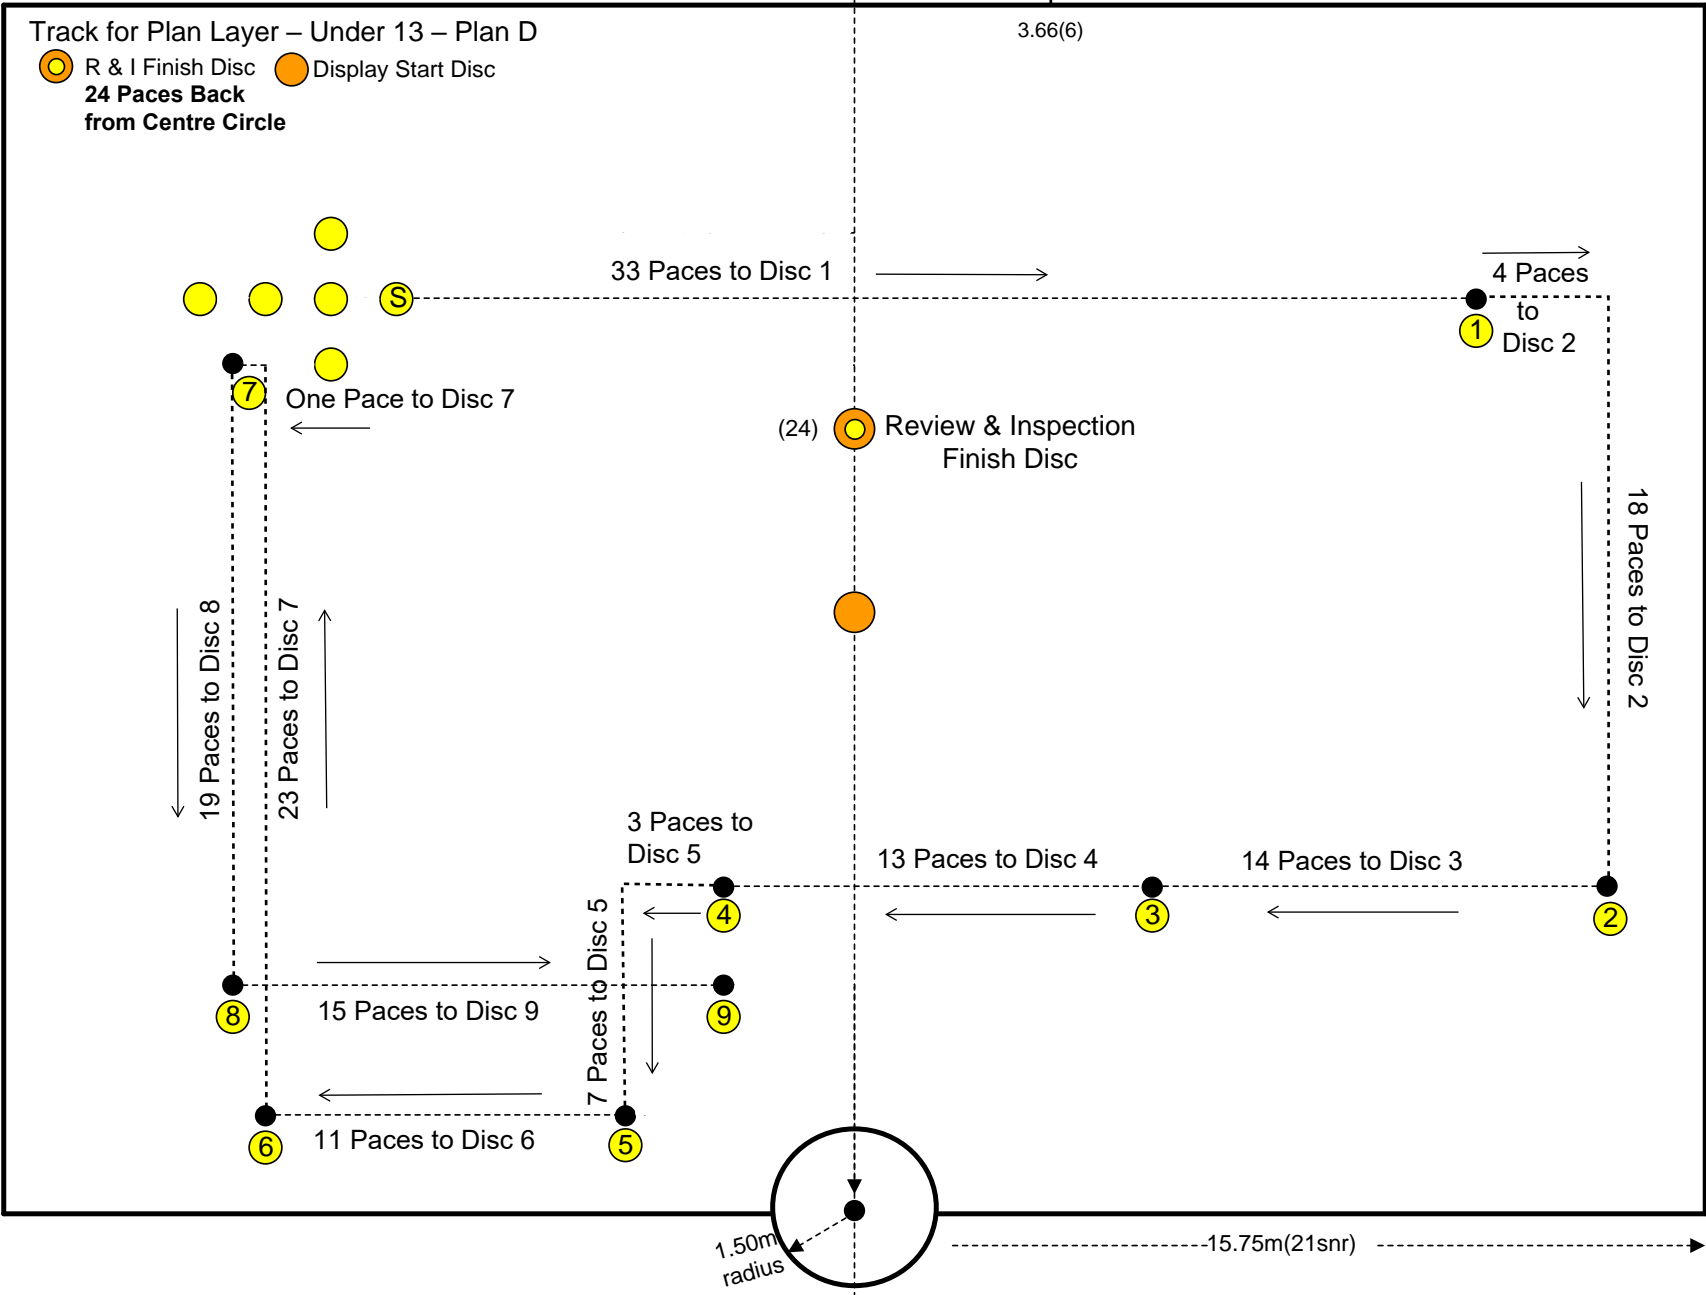 Track for Plan Layer – Under 13 – Plan D
3.66(6)
R & I Finish Disc
Display Start Disc
24 Paces Back
from Centre Circle
33 Paces to Disc 1
4 Paces
to
Disc 2
S
1
7
One Pace to Disc 7
(24)
Review & Inspection
Finish Disc
18 Paces to Disc 2
19 Paces to Disc 8
23 Paces to Disc 7
3 Paces to
Disc 5
13 Paces to Disc 4
14 Paces to Disc 3
4
3
2
7 Paces to Disc 5
15 Paces to Disc 9
8
9
11 Paces to Disc 6
6
5
1.50m
radius
15.75m(21snr)